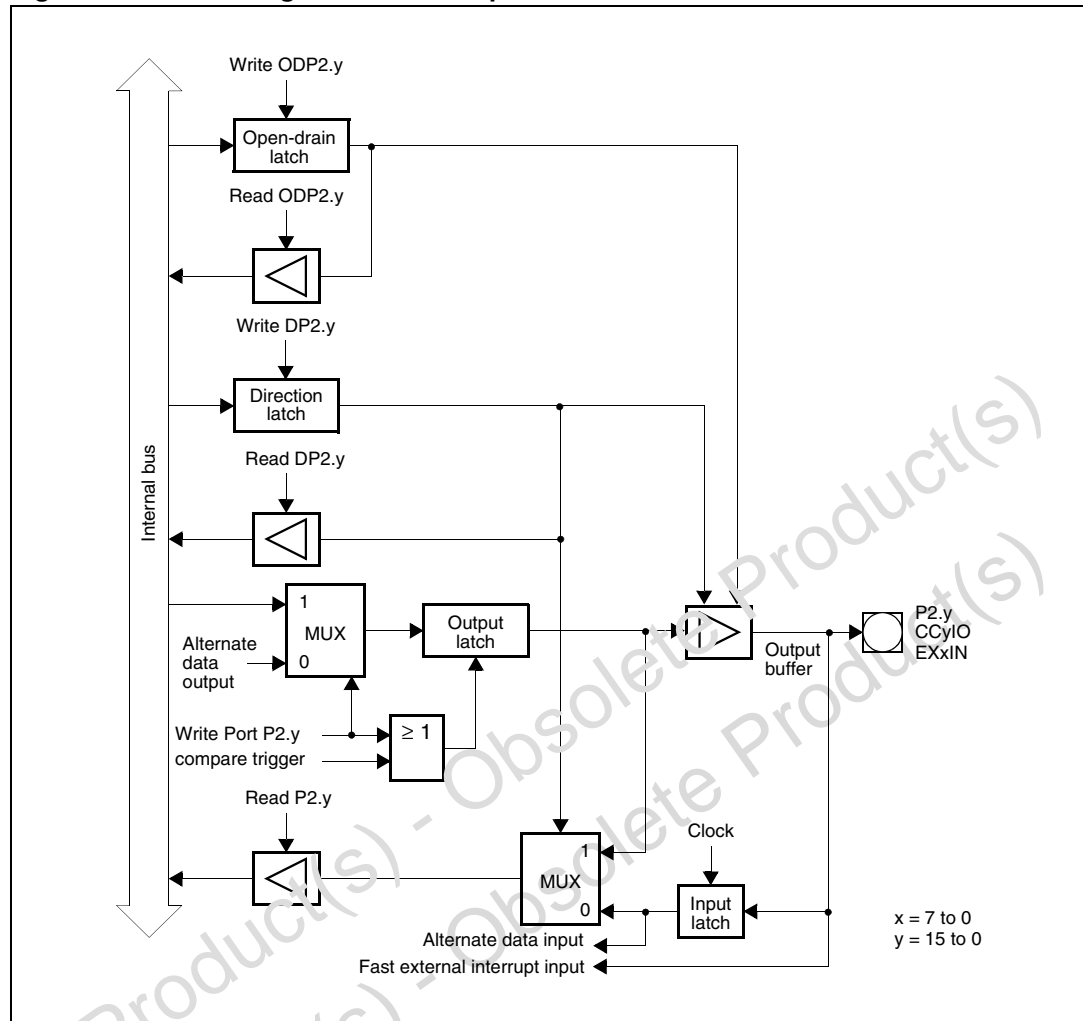 Write ODP2.y
Open-drain
latch
Read ODP2.y
Write DP2.y
Direction
latch
Read DP2.y
Internal bus
1
MUX
0
Alternate
data
output
Output
latch
Output
buffer
P2.y
CCyIO
EXxIN
Write Port P2.y
compare trigger
≥ 1
Read P2.y
Clock
1
MUX
0
Input
latch
Alternate data input
Fast external interrupt input
x = 7 to 0
y = 15 to 0
Product(s) - Obsolete Product(s)
Product(s) - Obsolete Product(s)